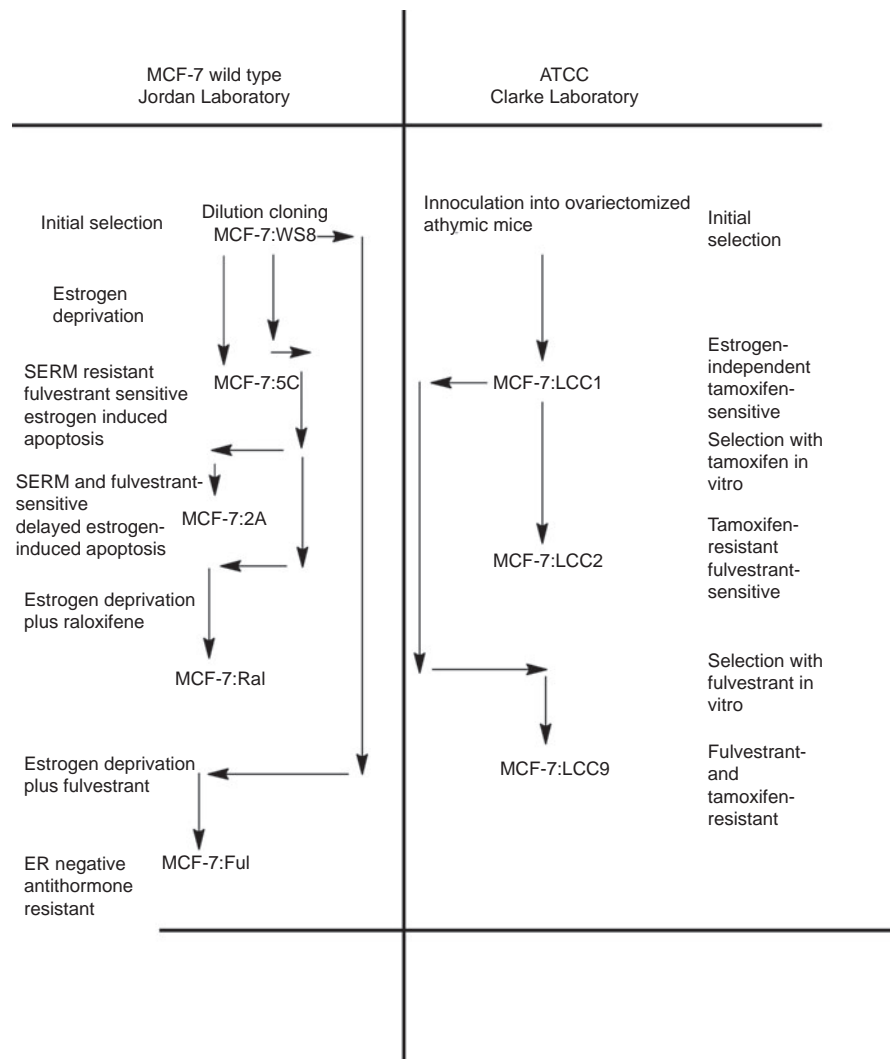 MCF-7 wild type
Jordan Laboratory
ATCC
Clarke Laboratory
Initial selection
Dilution cloning
MCF-7:WS8
Estrogen
deprivation
MCF-7:5C
SERM resistant
fulvestrant sensitive
estrogen induced
apoptosis
SERM and fulvestrant-
sensitive
delayed estrogen-
induced apoptosis
MCF-7:2A
Estrogen deprivation
plus raloxifene
MCF-7:Ral
Estrogen deprivation
plus fulvestrant
MCF-7:Ful
ER negative
antithormone
resistant
Innoculation into ovariectomized
athymic mice
Initial
selection
MCF-7:LCC1
Estrogen-
independent
tamoxifen-
sensitive
Selection with
tamoxifen in
vitro
MCF-7:LCC2
Tamoxifen-
resistant
fulvestrant-
sensitive
Selection with
fulvestrant in
vitro
MCF-7:LCC9
Fulvestrant-
and
tamoxifen-
resistant